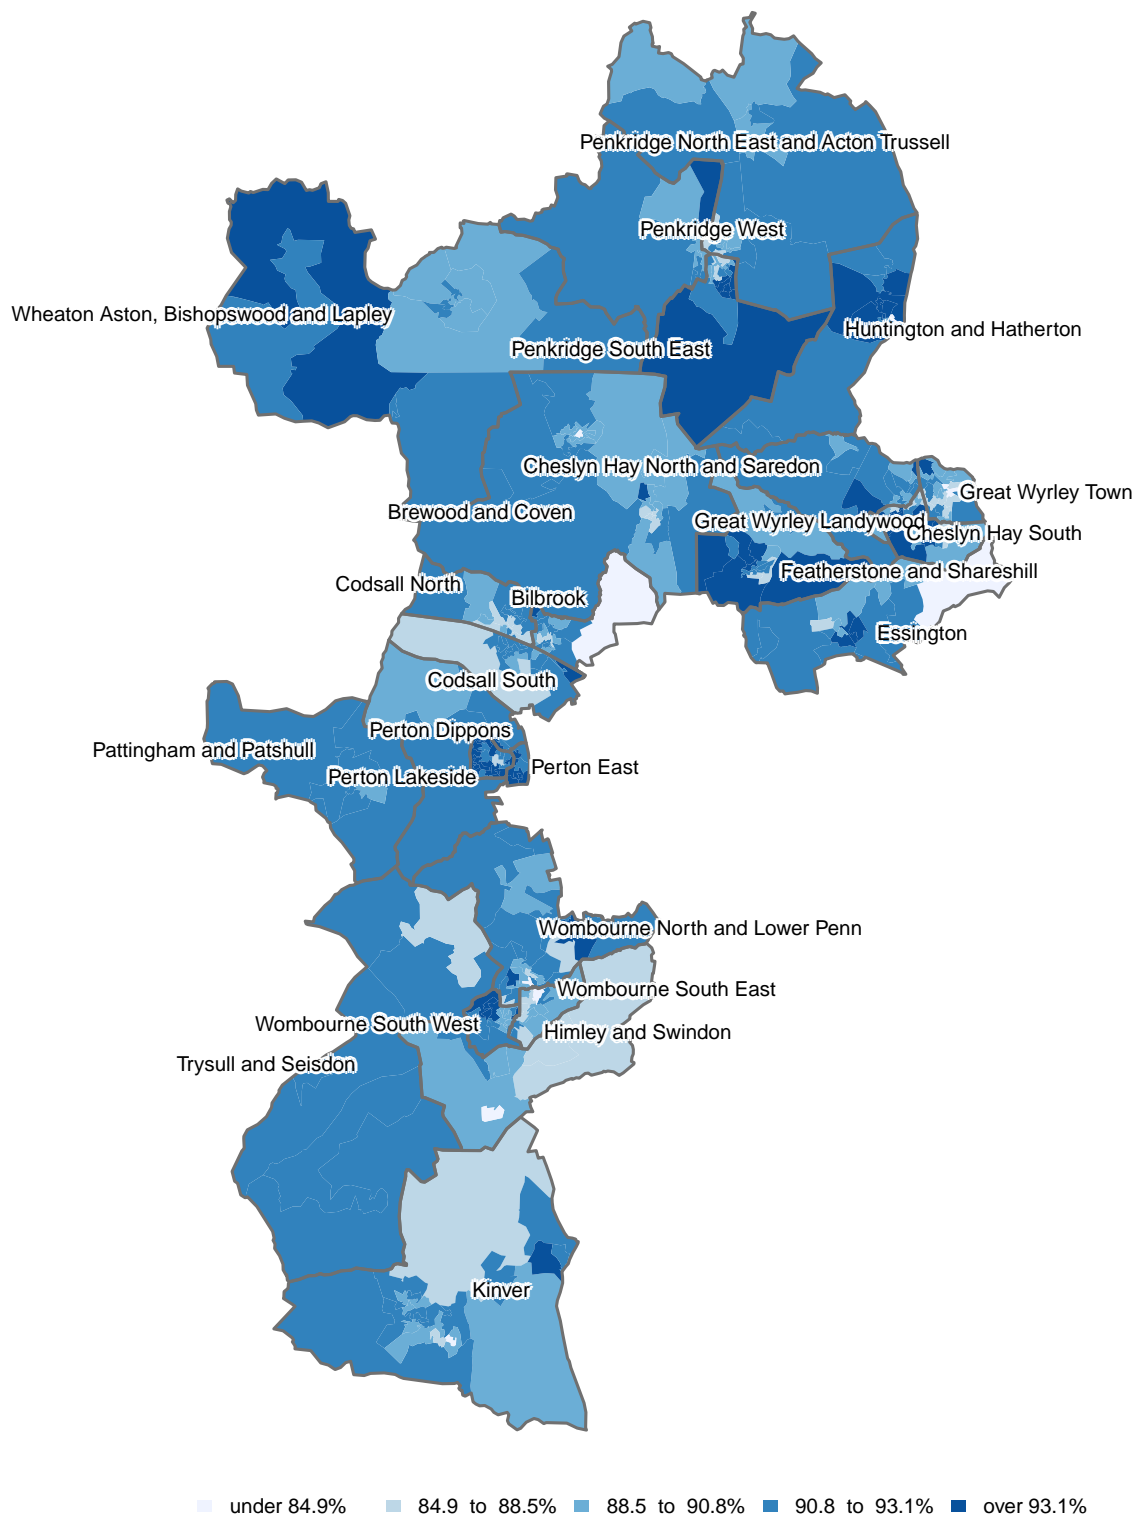 Penkridge North East and Acton Trussell
Penkridge West
Wheaton Aston, Bishopswood and Lapley
Huntington and Hatherton
Penkridge South East
Cheslyn Hay North and Saredon
Great Wyrley Town
Brewood and Coven
Great Wyrley Landywood
Cheslyn Hay South
Featherstone and Shareshill
Codsall North
Bilbrook
Essington
Codsall South
Perton Dippons
Pattingham and Patshull
Perton East
Perton Lakeside
Wombourne North and Lower Penn
Wombourne South East
Wombourne South West
Himley and Swindon
Trysull and Seisdon
Kinver
under 84.9% 84.9 to 88.5% 88.5 to 90.8% 90.8 to 93.1% over 93.1%